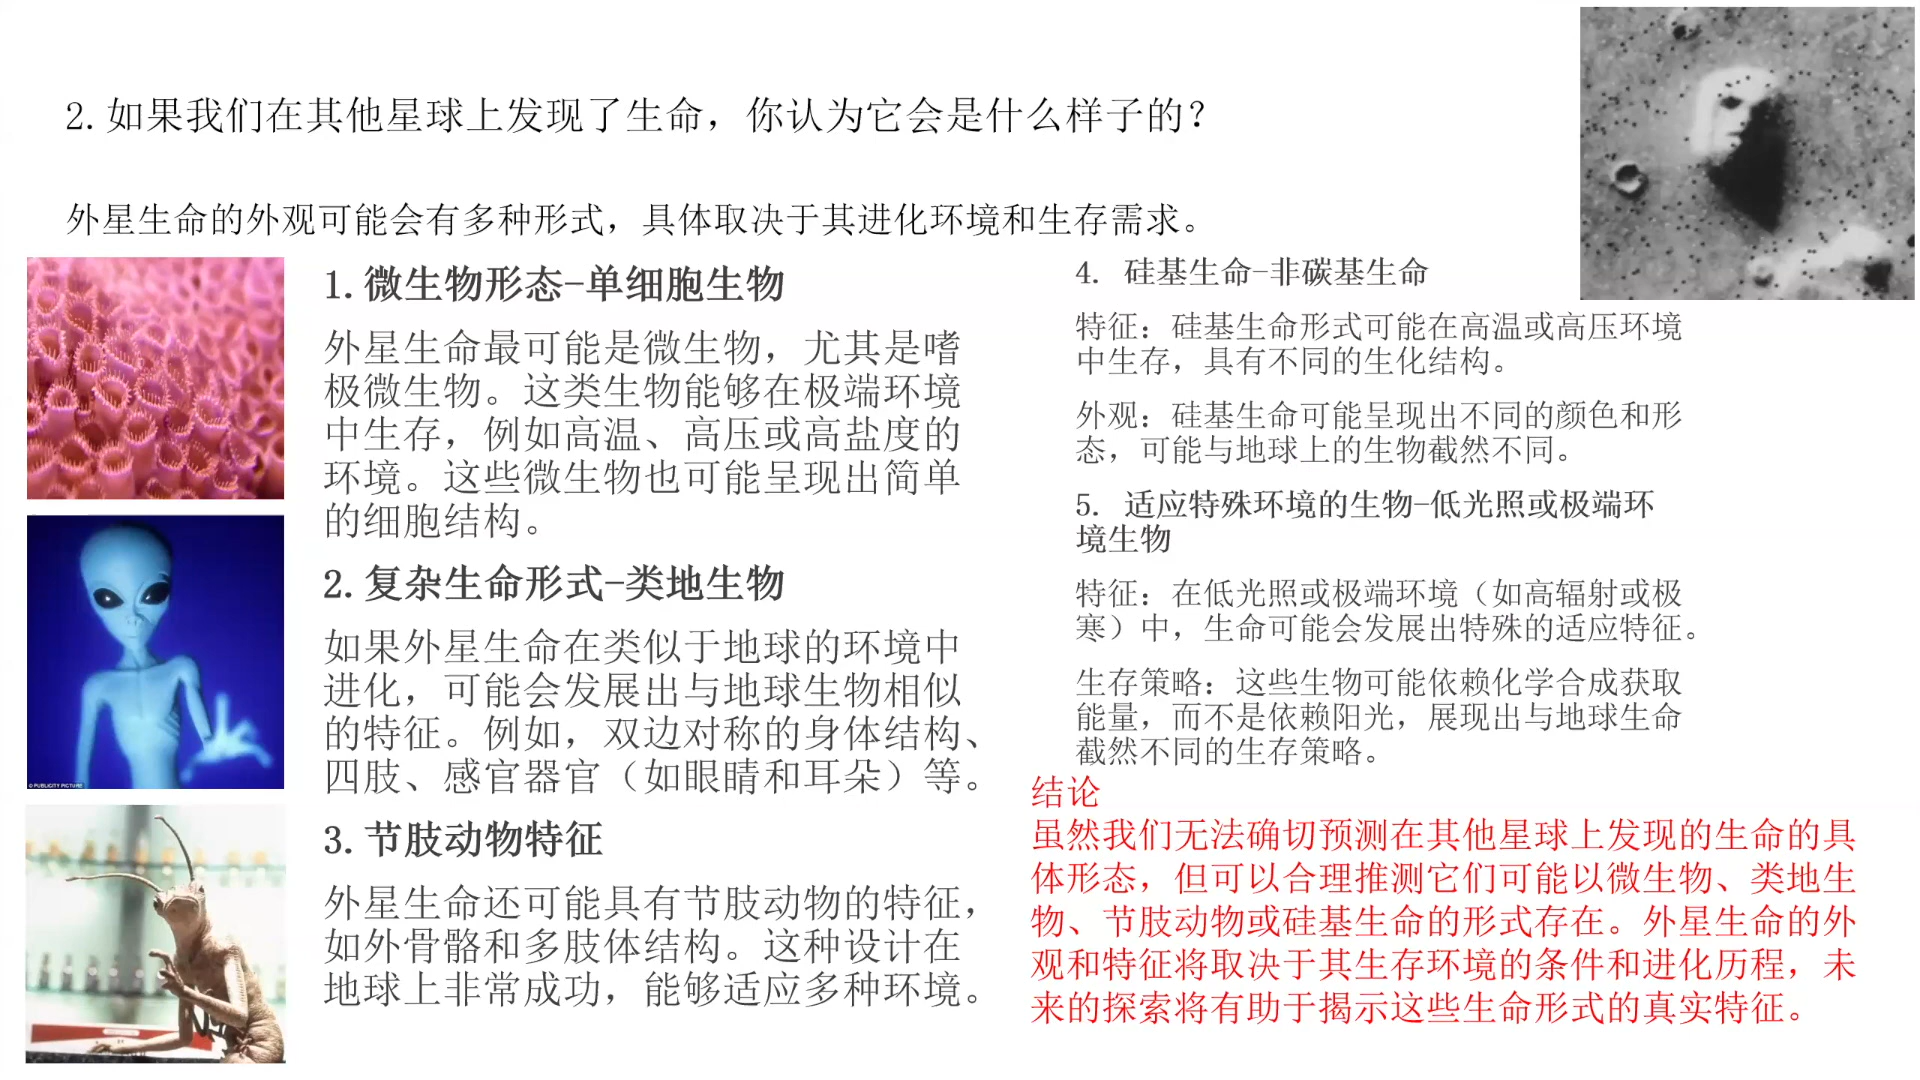 2.如果我们在其他星球上发现了生命，你认为它会是什么样子的？
外星生命的外观可能会有多种形式，具体取决于其进化环境和生存需求。
1.微生物形态-单细胞生物
外星生命最可能是微生物，尤其是嗜
极微生物。这类生物能够在极端环境
中生存，例如高温、高压或高盐度的
环境。这些微生物也可能呈现出简单
的细胞结构。
2.复杂生命形式-类地生物
如果外星生命在类似于地球的环境中
进化，可能会发展出与地球生物相似
的特征。例如，双边对称的身体结构、
四肢、感官器官（如眼睛和耳朵）等。
3.节肢动物特征
外星生命还可能具有节肢动物的特征，
如外骨骼和多肢体结构。这种设计在
地球上非常成功，能够适应多种环境。
4. 硅基生命-非碳基生命
特征：硅基生命形式可能在高温或高压环境
中生存，具有不同的生化结构。
外观：硅基生命可能呈现出不同的颜色和形
态，可能与地球上的生物截然不同。
5. 适应特殊环境的生物-低光照或极端环
境生物
特征：在低光照或极端环境（如高辐射或极
寒）中，生命可能会发展出特殊的适应特征。
生存策略：这些生物可能依赖化学合成获取
能量，而不是依赖阳光，展现出与地球生命
截然不同的生存策略。
结论
虽然我们无法确切预测在其他星球上发现的生命的具
体形态，但可以合理推测它们可能以微生物、类地生
物、节肢动物或硅基生命的形式存在。外星生命的外
观和特征将取决于其生存环境的条件和进化历程，未
来的探索将有助于揭示这些生命形式的真实特征。
© PUBLICITY PICTURE